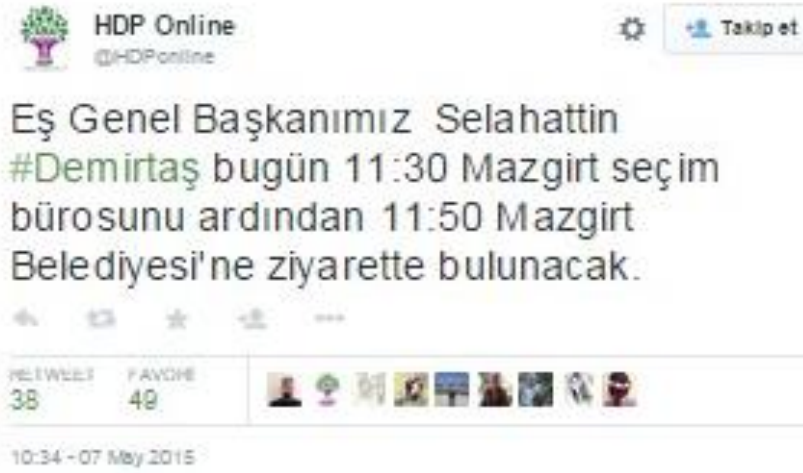 HDP Online
@HDPonline
Takip et
Eş Genel Başkanımız Selahattin
#Demirtaş bugün 11:30 Mazgirt seçim
bürosunu ardından 11:50 Mazgirt
Belediyesi'ne ziyarette bulunacak.
RETWEET FAVORİ
38 49
10:34 - 07 May 2015